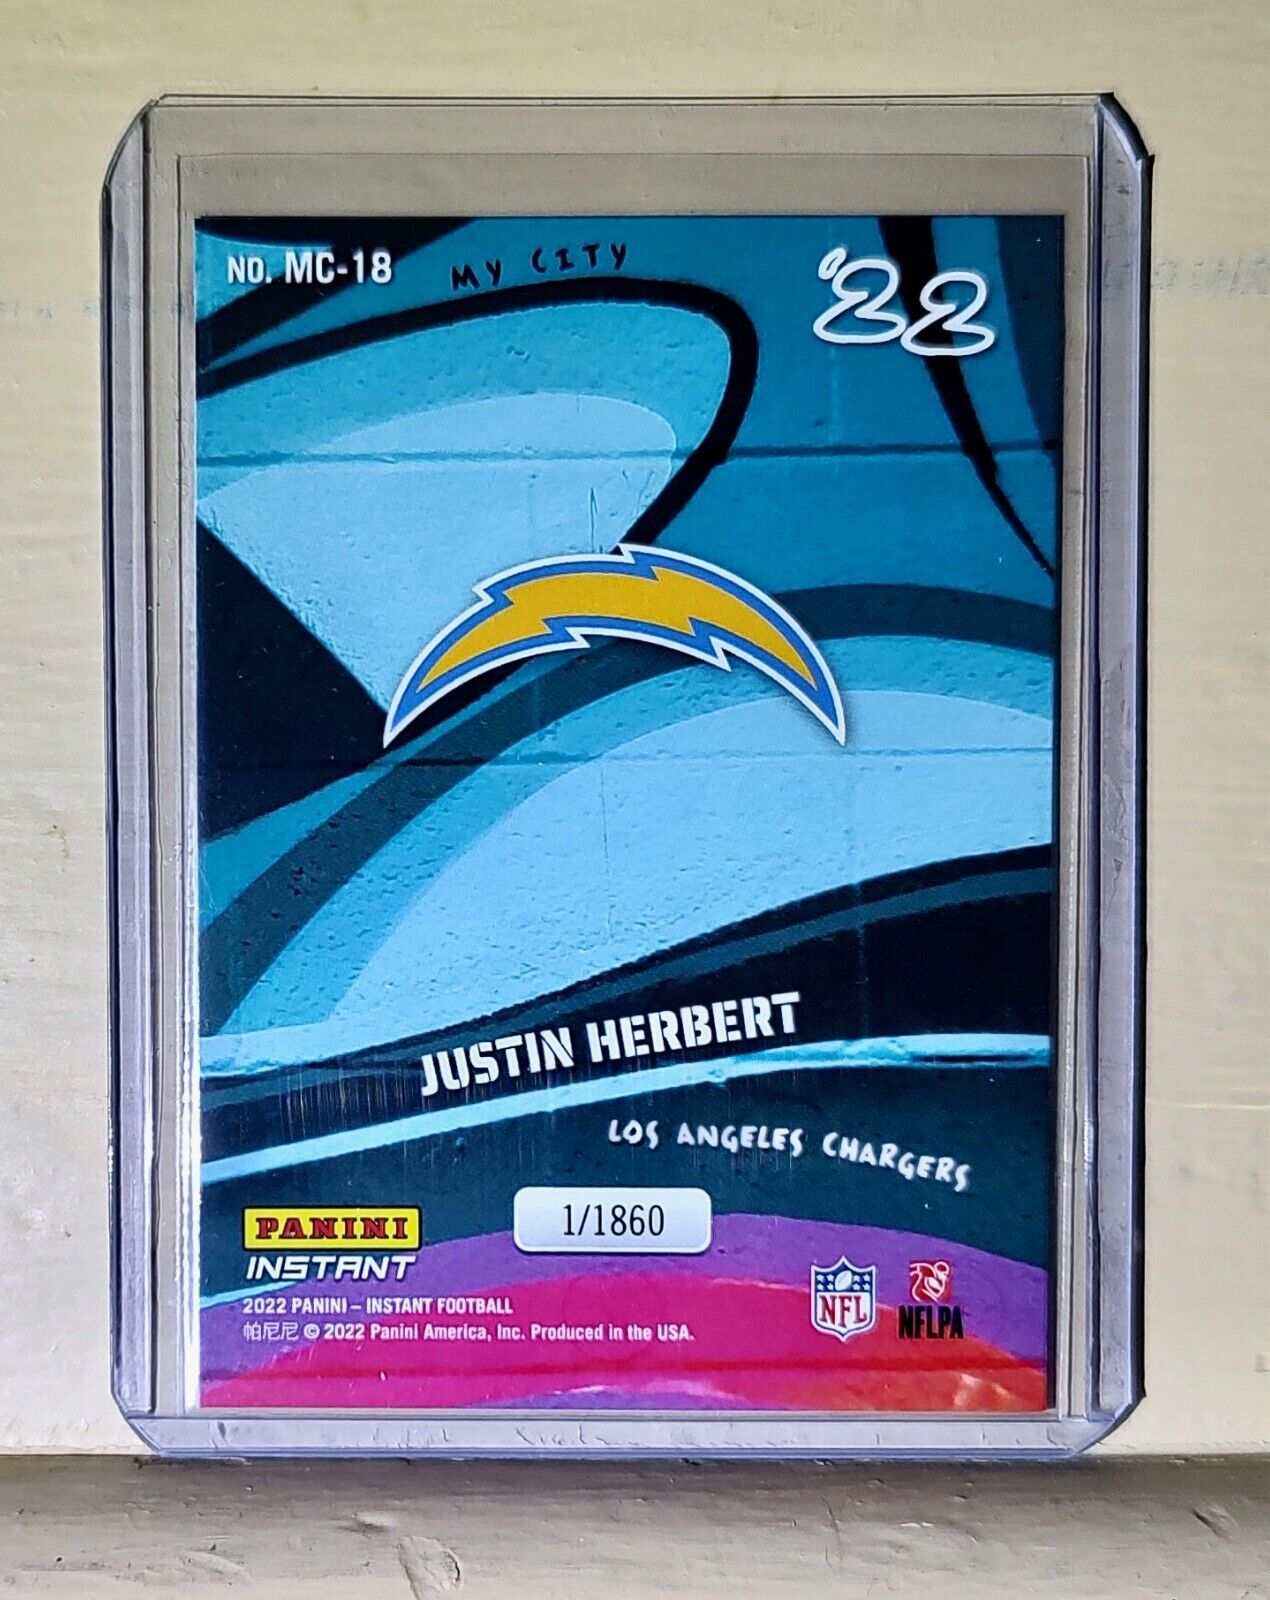 NO. MC-18
MY CITY
'22
JUSTIN HERBERT
LOS ANGELES CHARGERS
1/1860
PANINI
INSTANT
2022 PANINI – INSTANT FOOTBALL
帕尼尼 © 2022 Panini America, Inc. Produced in the USA.
NFL
NFLPA